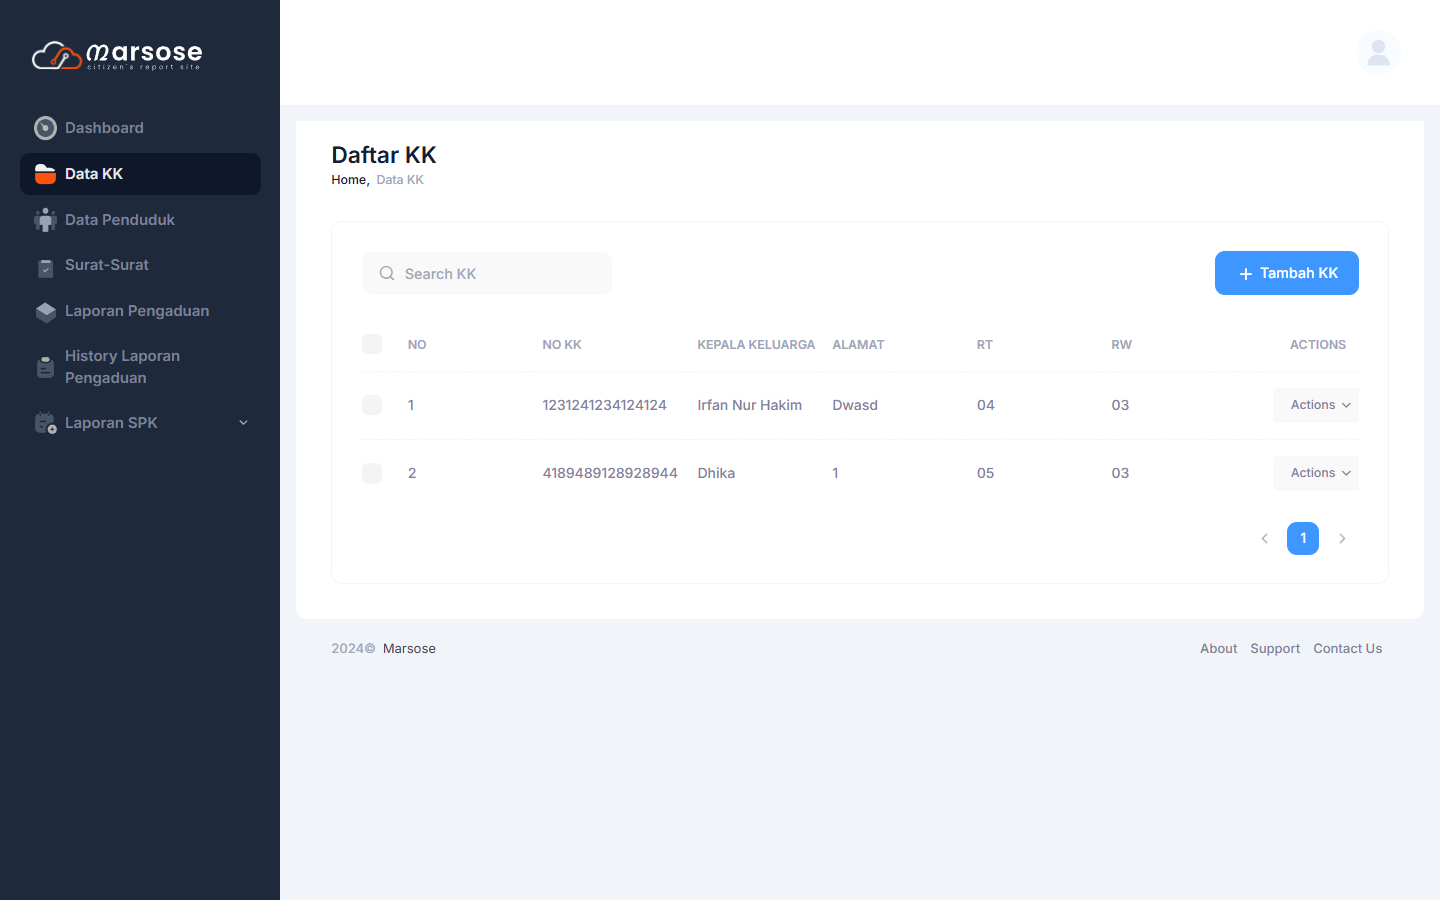 marsose
citizen's report site
Dashboard
Data KK
Data Penduduk
Surat-Surat
Laporan Pengaduan
History Laporan
Pengaduan
Laporan SPK
Daftar KK
Home, Data KK
Search KK
Tambah KK
NO NO KK KEPALA KELUARGA ALAMAT RT RW ACTIONS
1 1231241234124124 Irfan Nur Hakim Dwasd 04 03 Actions
2 4189489128928944 Dhika 1 05 03 Actions
1
2024© Marsose
About Support Contact Us